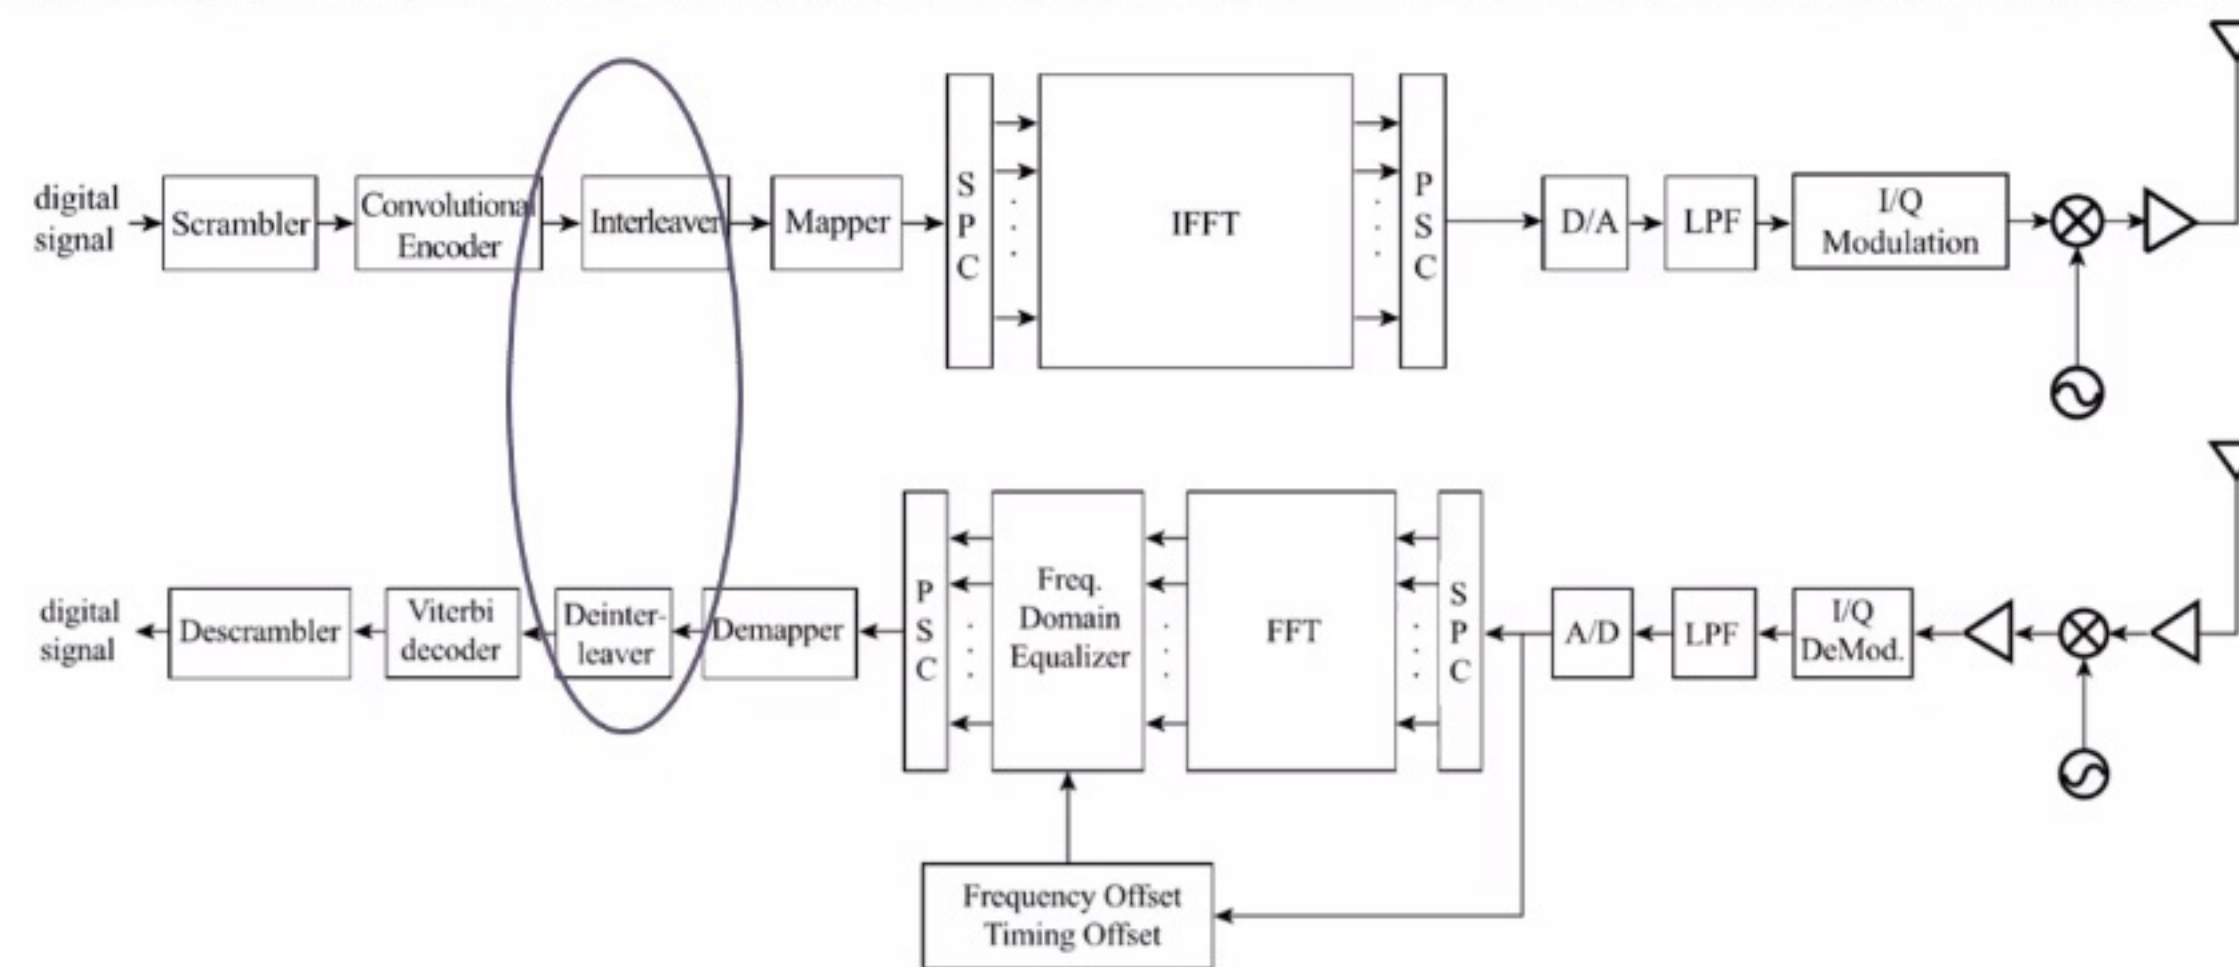 digital
signal
Scrambler
Convolutional
Encoder
Interleaver
Mapper
S
P
C
IFFT
P
S
C
D/A
LPF
I/Q
Modulation
digital
signal
Descrambler
Viterbi
decoder
Deinter-
leaver
Demapper
P
S
C
Freq.
Domain
Equalizer
FFT
S
P
C
A/D
LPF
I/Q
DeMod.
Frequency Offset
Timing Offset